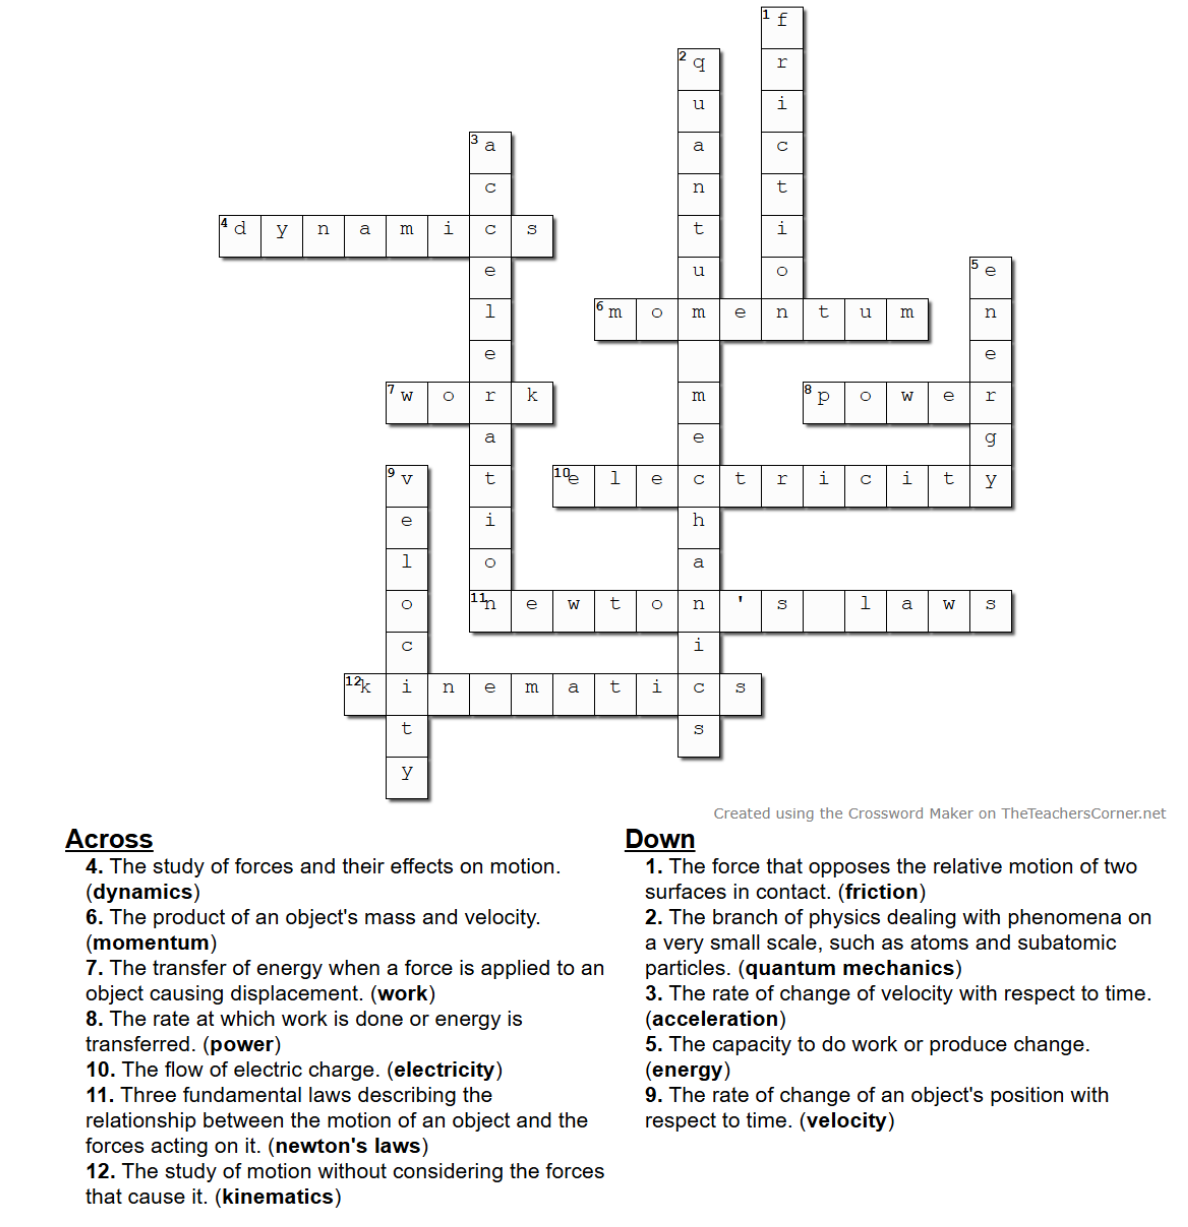 1 f
2 q r
u i
3 a a c
c n t
4 d y n a m i c s t i
e u o 5 e
l 6 m o m e n t u m n
e e
7 w o r k m 8 p o w e r
a e g
9 v t 10 e l e c t r i c i t y
e i h
l o a
o 11 n e w t o n ' s l a w s
c i
12 k i n e m a t i c s
t s
y
Created using the Crossword Maker on TheTeachersCorner.net
Across
4. The study of forces and their effects on motion.
(dynamics)
6. The product of an object's mass and velocity.
(momentum)
7. The transfer of energy when a force is applied to an
object causing displacement. (work)
8. The rate at which work is done or energy is
transferred. (power)
10. The flow of electric charge. (electricity)
11. Three fundamental laws describing the
relationship between the motion of an object and the
forces acting on it. (newton's laws)
12. The study of motion without considering the forces
that cause it. (kinematics)
Down
1. The force that opposes the relative motion of two
surfaces in contact. (friction)
2. The branch of physics dealing with phenomena on
a very small scale, such as atoms and subatomic
particles. (quantum mechanics)
3. The rate of change of velocity with respect to time.
(acceleration)
5. The capacity to do work or produce change.
(energy)
9. The rate of change of an object's position with
respect to time. (velocity)